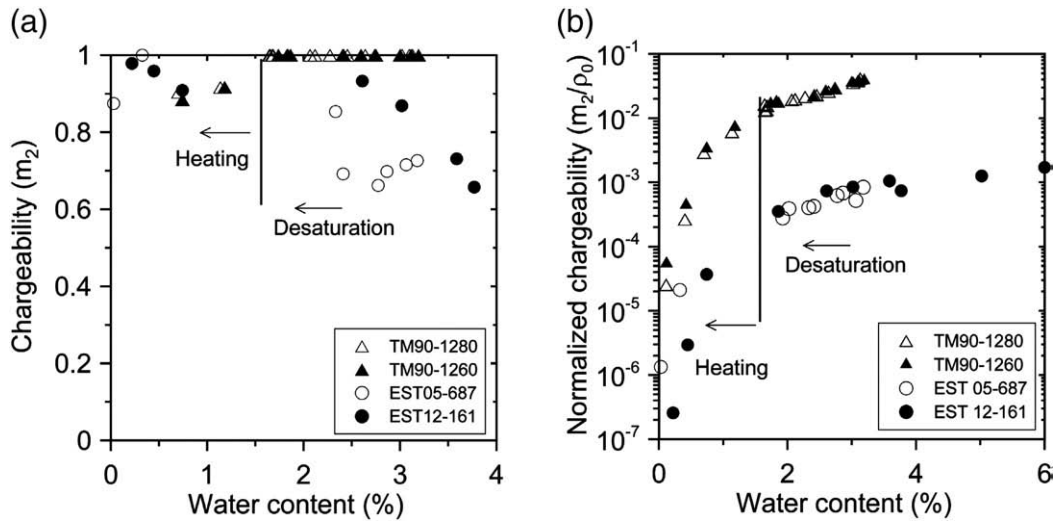 (a)
Chargeability (m₂)
1
0.8
0.6
0.4
0.2
0
Heating
Desaturation
TM90-1280
TM90-1260
EST05-687
EST12-161
0 1 2 3 4
Water content (%)
(b)
Normalized chargeability (m₂/ρ₀)
10⁻¹
10⁻²
10⁻³
10⁻⁴
10⁻⁵
10⁻⁶
10⁻⁷
Desaturation
Heating
TM90-1280
TM90-1260
EST 05-687
EST 12-161
0 2 4 6
Water content (%)